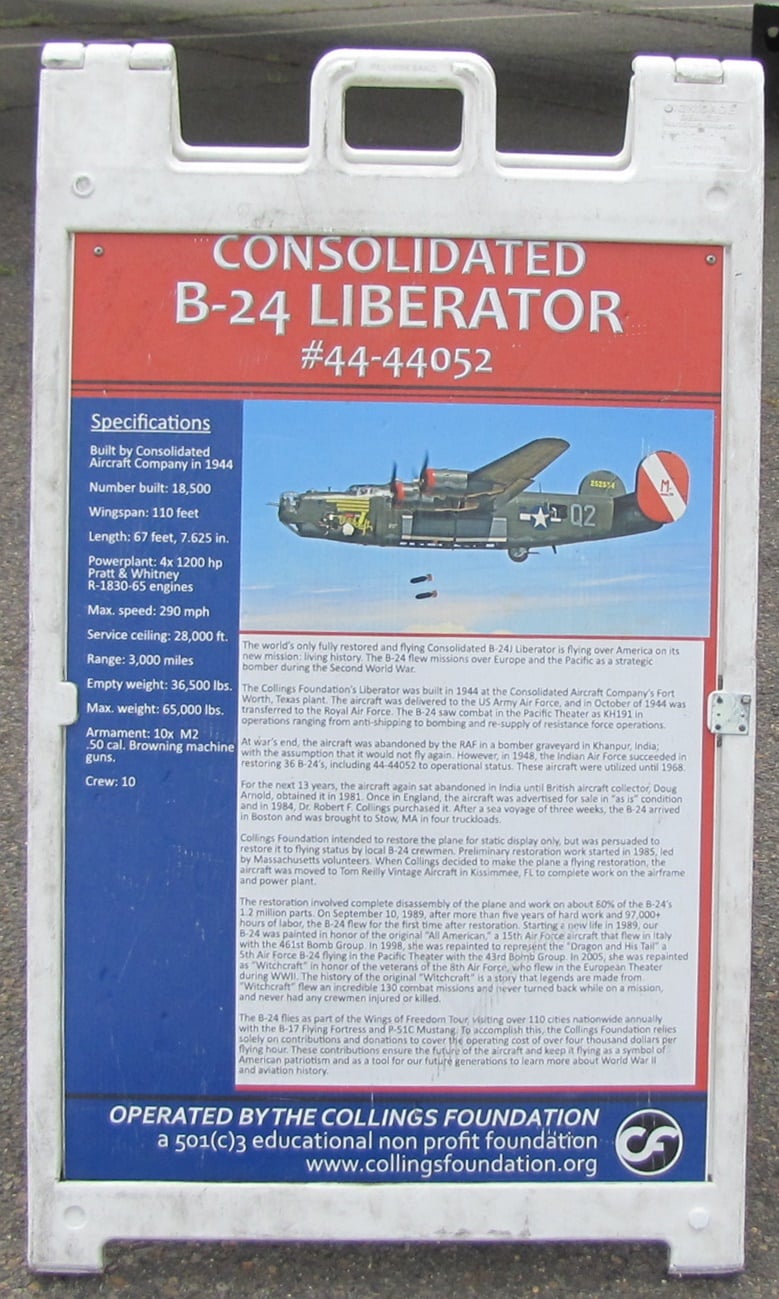 CONSOLIDATED
B-24 LIBERATOR
#44-44052
Specifications
Built by Consolidated
Aircraft Company in 1944
Number built: 18,500
Wingspan: 110 feet
Length: 67 feet, 7.625 in.
Powerplant: 4x 1200 hp
Pratt & Whitney
R-1830-65 engines
Max. speed: 290 mph
Service ceiling: 28,000 ft.
Range: 3,000 miles
Empty weight: 36,500 lbs.
Max. weight: 65,000 lbs.
Armament: 10x M2
.50 cal. Browning machine
guns.
Crew: 10
M
Q2
The world's only fully restored and flying Consolidated B-24J Liberator is flying over America on its
new mission: living history. The B-24 flew missions over Europe and the Pacific as a strategic
bomber during the Second World War.
The Collings Foundation's Liberator was built in 1944 at the Consolidated Aircraft Company's Fort
Worth, Texas plant. The aircraft was delivered to the US Army Air Force, and in October of 1944 was
transferred to the Royal Air Force. The B-24 saw combat in the Pacific Theater as KH191 in
operations ranging from anti-shipping to bombing and re-supply of resistance force operations.
At war's end, the aircraft was abandoned by the RAF in a bomber graveyard in Khanpur, India;
with the assumption that it would not fly again. However, in 1948, the Indian Air Force succeeded in
restoring 36 B-24's, including 44-44052 to operational status. These aircraft were utilized until 1968.
For the next 13 years, the aircraft again sat abandoned in India until British aircraft collector, Doug
Arnold, obtained it in 1981. Once in England, the aircraft was advertised for sale in "as is" condition
and in 1984, Dr. Robert F. Collings purchased it. After a sea voyage of three weeks, the B-24 arrived
in Boston and was brought to Stow, MA in four truckloads.
Collings Foundation intended to restore the plane for static display only, but was persuaded to
restore it to flying status by local B-24 crewmen. Preliminary restoration work started in 1985, led
by Massachusetts volunteers. When Collings decided to make the plane a flying restoration, the
aircraft was moved to Tom Reilly Vintage Aircraft in Kissimmee, FL to complete work on the airframe
and power plant.
The restoration involved complete disassembly of the plane and work on about 80% of the B-24's
1.2 million parts. On September 10, 1989, after more than five years of hard work and 97,000+
hours of labor, the B-24 flew for the first time after restoration. Starting a new life in 1989, our
B-24 was painted in honor of the original "All American," a 15th Air Force aircraft that flew in Italy
with the 461st Bomb Group. In 1998, she was repainted to represent the "Dragon and His Tail" a
5th Air Force B-24 flying in the Pacific Theater with the 43rd Bomb Group. In 2005, she was repainted
as "Witchcraft" in honor of the veterans of the 8th Air Force, who flew in the European Theater
during WWII. The history of the original "Witchcraft" is a story that legends are made from.
"Witchcraft" flew an incredible 130 combat missions and never turned back while on a mission,
and never had any crewmen injured or killed.
The B-24 flies as part of the Wings of Freedom Tour, visiting over 110 cities nationwide annually
with the B-17 Flying Fortress and P-51C Mustang. To accomplish this, the Collings Foundation relies
solely on contributions and donations to cover the operating cost of over four thousand dollars per
flying hour. These contributions ensure the future of the aircraft and keep it flying as a symbol of
American patriotism and as a tool for our future generations to learn more about World War II
and aviation history.
OPERATED BY THE COLLINGS FOUNDATION
a 501(c)3 educational non profit foundation
www.collingsfoundation.org